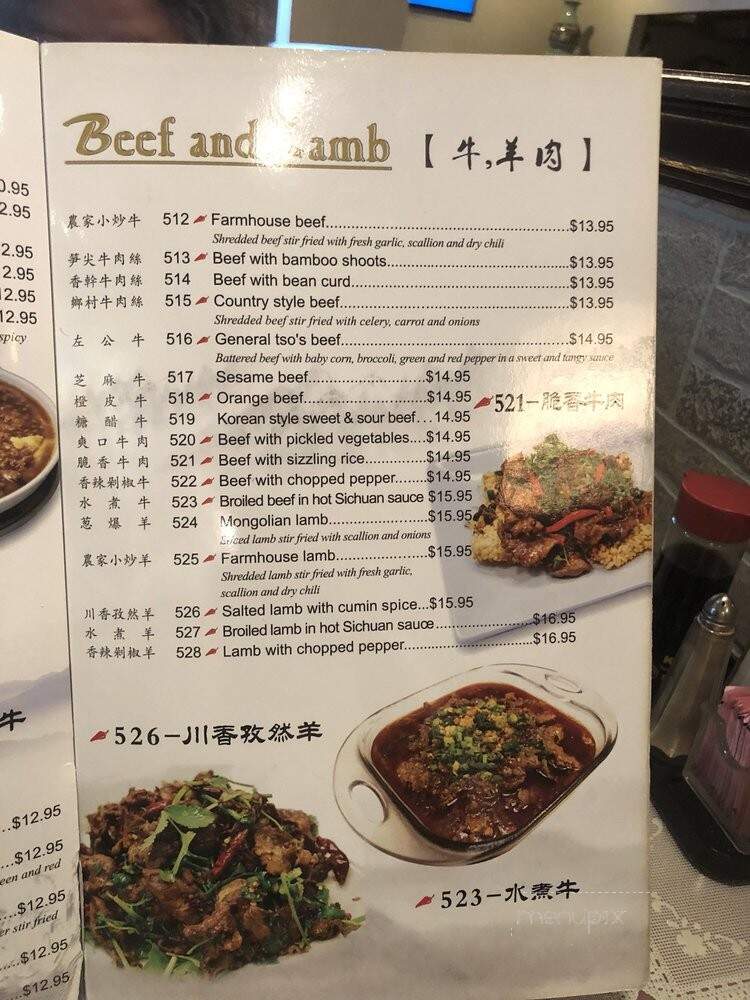 Beef and Lamb 【 牛,羊肉 】
農家小炒牛 512 Farmhouse beef....................$13.95
Shredded beef stir fried with fresh garlic, scallion and dry chili
笋尖牛肉絲 513 Beef with bamboo shoots....................$13.95
香幹牛肉絲 514 Beef with bean curd....................$13.95
鄉村牛肉絲 515 Country style beef....................$13.95
Shredded beef stir fried with celery, carrot and onions
左公牛 516 General tso's beef....................$14.95
Battered beef with baby corn, broccoli, green and red pepper in a sweet and tangy sauce
芝麻牛 517 Sesame beef....................$14.95
橙皮牛 518 Orange beef....................$14.95
糖醋牛 519 Korean style sweet & sour beef...14.95
爽口牛肉 520 Beef with pickled vegetables....$14.95
脆香牛肉 521 Beef with sizzling rice..............$14.95
香辣剁椒牛 522 Beef with chopped pepper.......$14.95
水煮牛 523 Broiled beef in hot Sichuan sauce $15.95
葱爆羊 524 Mongolian lamb....................$15.95
Sliced lamb stir fried with scallion and onions
農家小炒羊 525 Farmhouse lamb....................$15.95
Shredded lamb stir fried with fresh garlic,
scallion and dry chili
川香孜然羊 526 Salted lamb with cumin spice...$15.95
水煮羊 527 Broiled lamb in hot Sichuan sauce....................$16.95
香辣剁椒羊 528 Lamb with chopped pepper....................$16.95
521-脆香牛肉
526-川香孜然羊
523-水煮牛
menupix
0.95
2.95
2.95
2.95
12.95
12.95
spicy
牛
...$12.95
...$12.95
een and red
....$12.95
er stir fried
....$12.95
...$12.95